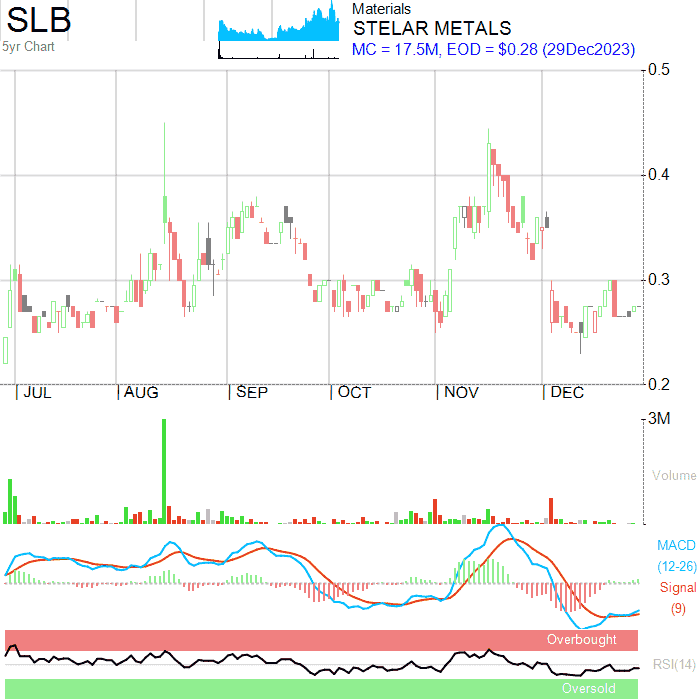 SLB
5yr Chart
Materials
STELAR METALS
MC = 17.5M, EOD = $0.28 (29Dec2023)
0.5
0.4
0.3
0.2
JUL AUG SEP OCT NOV DEC
3M
Volume
MACD
(12-26)
Signal
(9)
Overbought
RSI(14)
Oversold